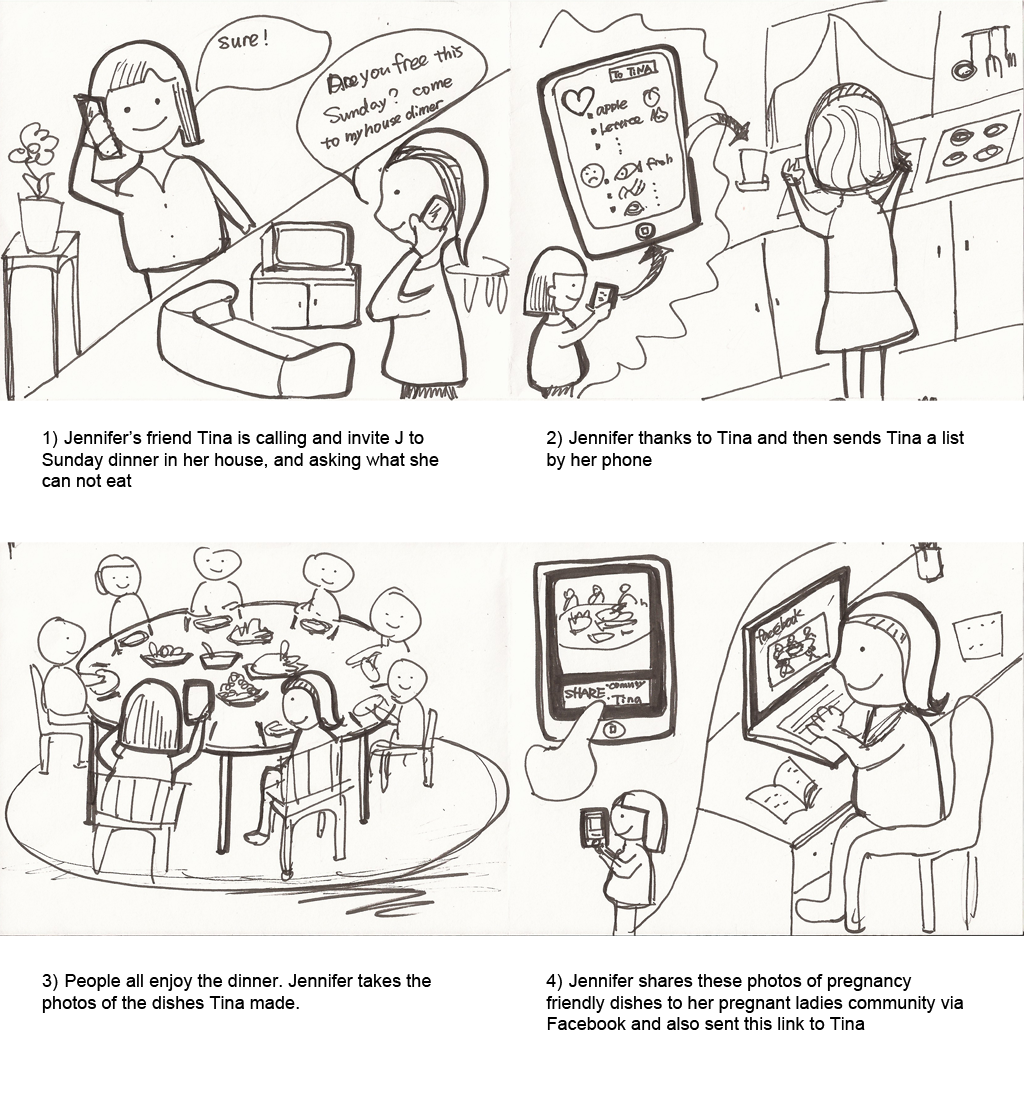 sure!
Are you free this
Sunday? come
to my house dinner
TO TINA
apple
Lettuce
fish
1) Jennifer's friend Tina is calling and invite J to
Sunday dinner in her house, and asking what she
can not eat
2) Jennifer thanks to Tina and then sends Tina a list
by her phone
SHARE
Tina
facebook
3) People all enjoy the dinner. Jennifer takes the
photos of the dishes Tina made.
4) Jennifer shares these photos of pregnancy
friendly dishes to her pregnant ladies community via
Facebook and also sent this link to Tina